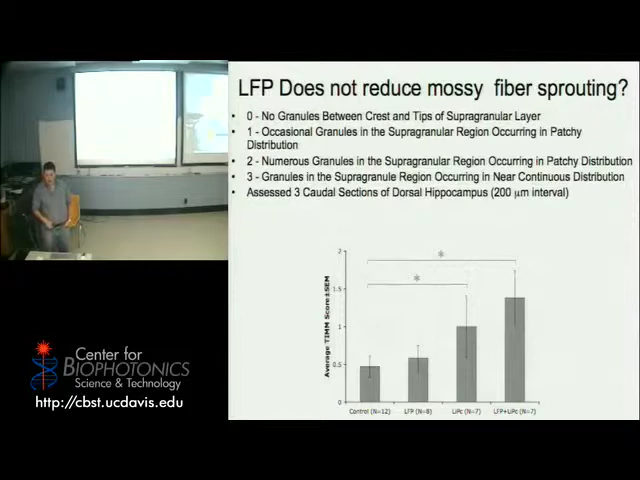 LFP Does not reduce mossy fiber sprouting?
• 0 - No Granules Between Crest and Tips of Supragranular Layer
• 1 - Occasional Granules in the Supragranular Region Occurring in Patchy
Distribution
• 2 - Numerous Granules in the Supragranular Region Occurring in Patchy Distribution
• 3 - Granules in the Supragranule Region Occurring in Near Continuous Distribution
• Assessed 3 Caudal Sections of Dorsal Hippocampus (200 µm interval)
2
*
1.5
*
1
0.5
0
Average TIMM Score±SEM
Control (N=12) LFP (N=8) LiPc (N=7) LFP+LiPc (N=7)
Center for
BIOPHOTONICS
Science & Technology
http://cbst.ucdavis.edu